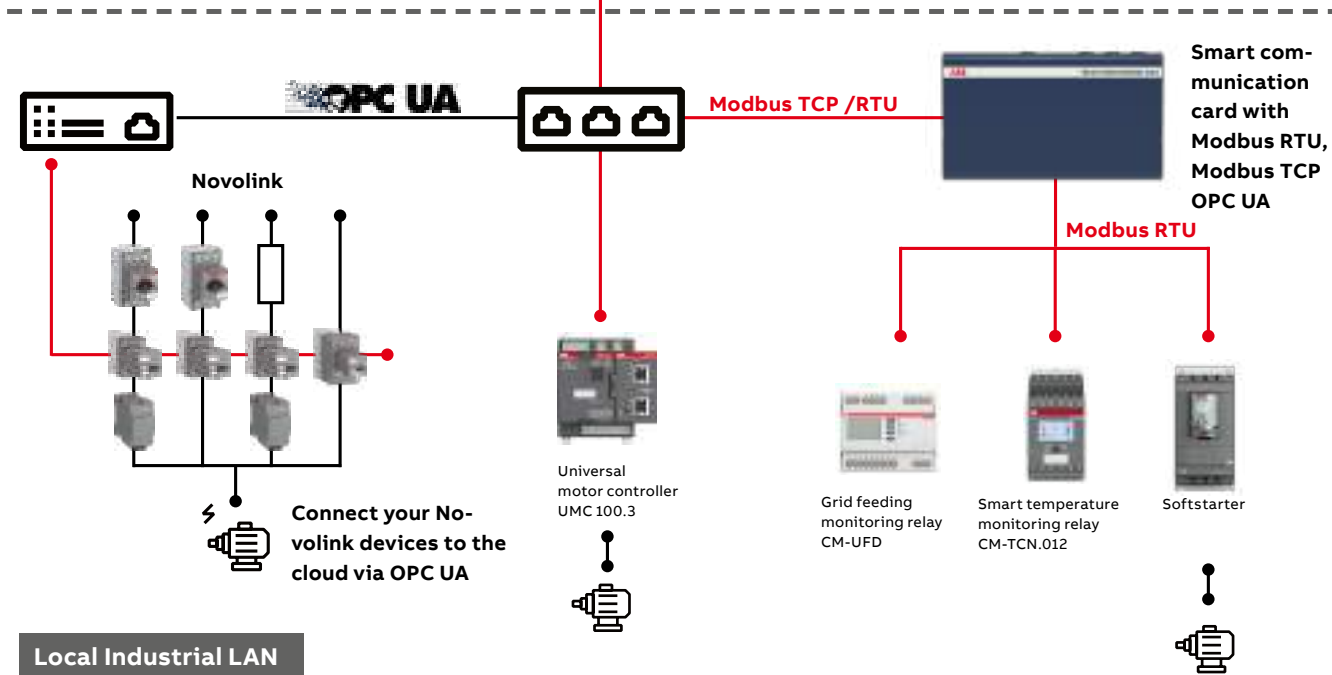 OPC UA
Modbus TCP /RTU
Smart com-
munication
card with
Modbus RTU,
Modbus TCP
OPC UA
Novolink
Modbus RTU
ABB
Universal
motor controller
UMC 100.3
Grid feeding
monitoring relay
CM-UFD
Smart temperature
monitoring relay
CM-TCN.012
Softstarter
Connect your No-
volink devices to the
cloud via OPC UA
Local Industrial LAN